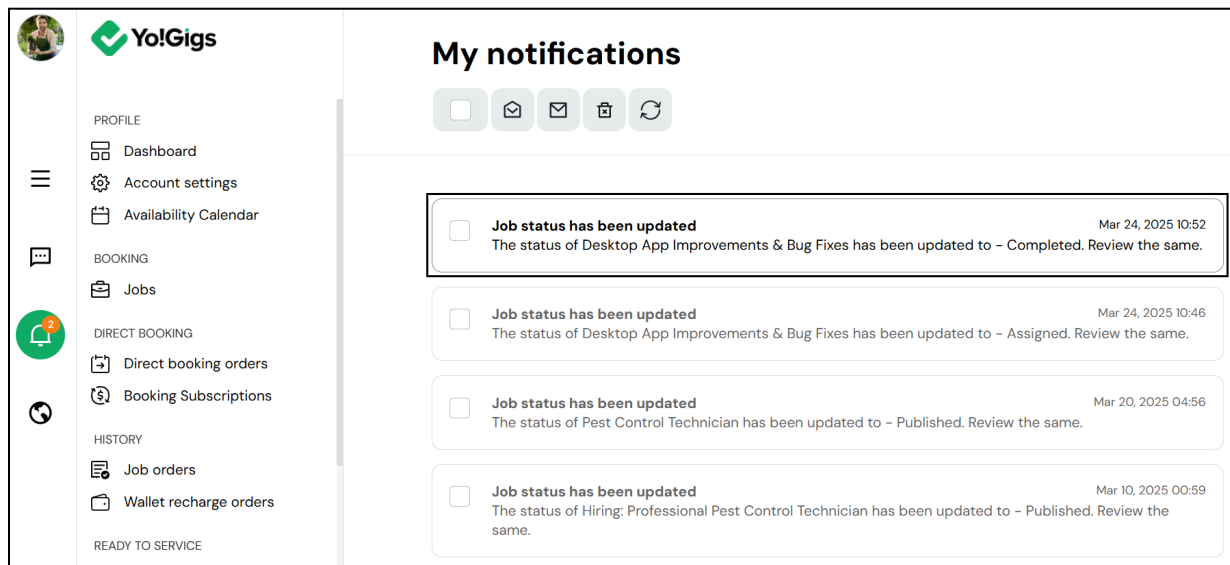 Yo!Gigs
PROFILE
Dashboard
Account settings
Availability Calendar
BOOKING
Jobs
DIRECT BOOKING
Direct booking orders
Booking Subscriptions
HISTORY
Job orders
Wallet recharge orders
READY TO SERVICE
2
My notifications
Job status has been updated
Mar 24, 2025 10:52
The status of Desktop App Improvements & Bug Fixes has been updated to - Completed. Review the same.
Job status has been updated
Mar 24, 2025 10:46
The status of Desktop App Improvements & Bug Fixes has been updated to - Assigned. Review the same.
Job status has been updated
Mar 20, 2025 04:56
The status of Pest Control Technician has been updated to - Published. Review the same.
Job status has been updated
Mar 10, 2025 00:59
The status of Hiring: Professional Pest Control Technician has been updated to - Published. Review the
same.